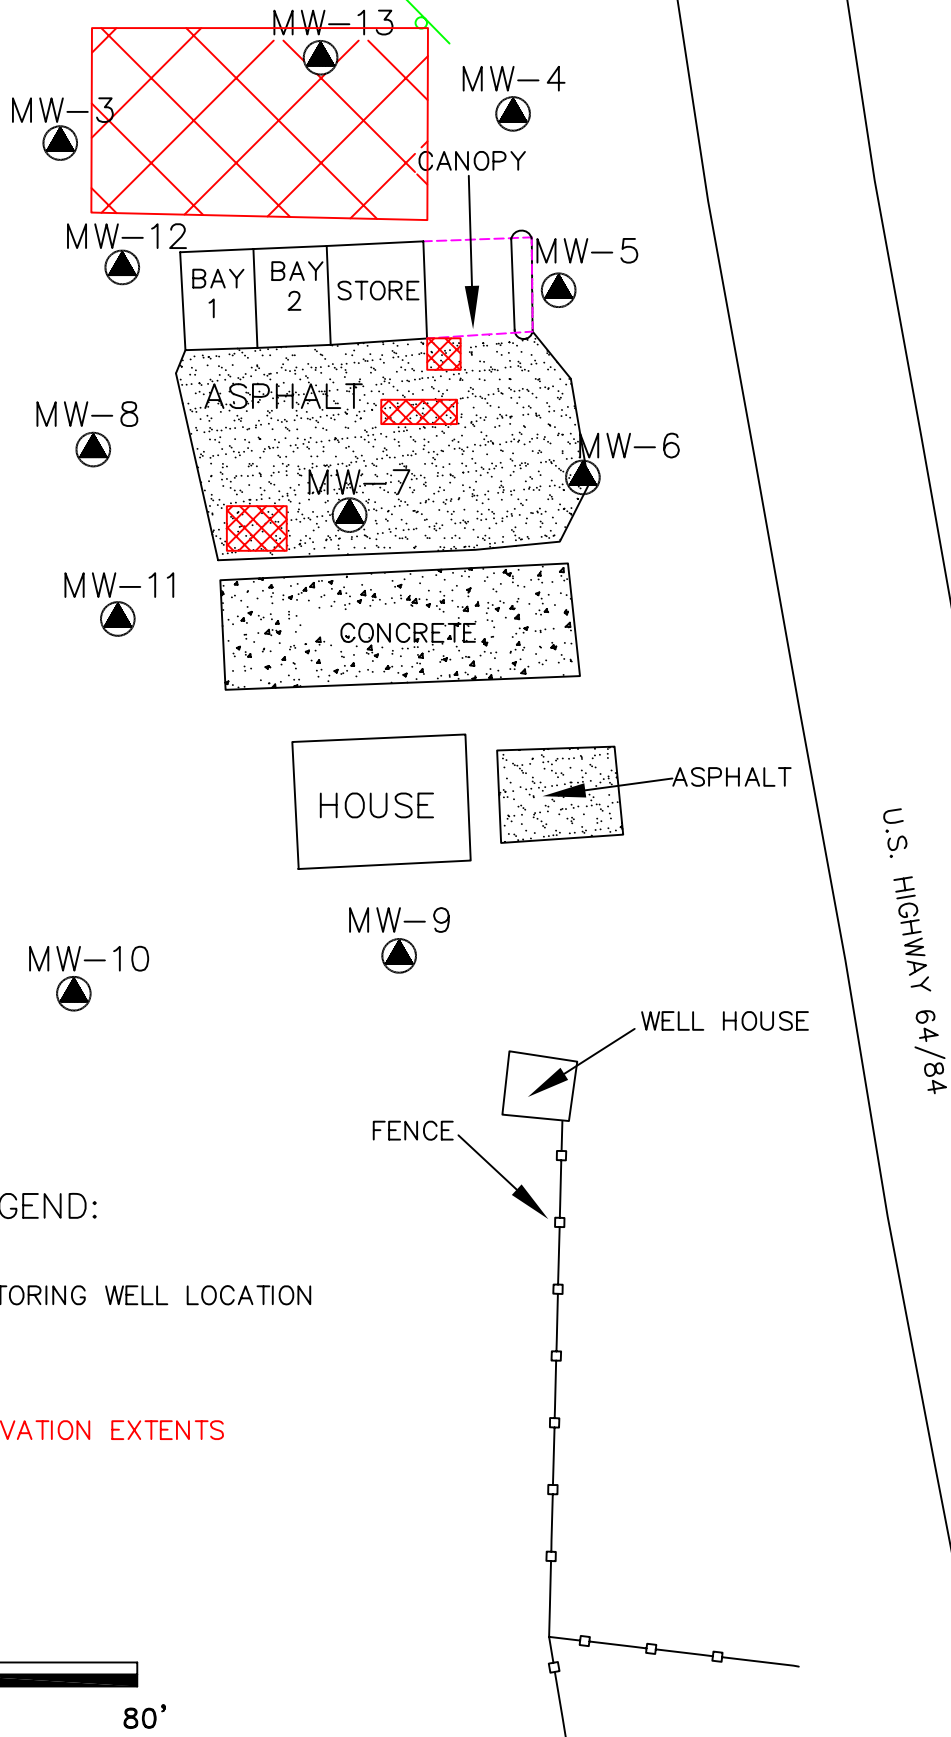 MW-13
MW-4
MW-3
CANOPY
MW-12
MW-5
BAY
1
BAY
2
STORE
ASPHALT
MW-8
MW-6
MW-7
MW-11
CONCRETE
HOUSE
ASPHALT
U.S. HIGHWAY 64/84
MW-9
MW-10
WELL HOUSE
FENCE
GEND:
TORING WELL LOCATION
VATION EXTENTS
80'